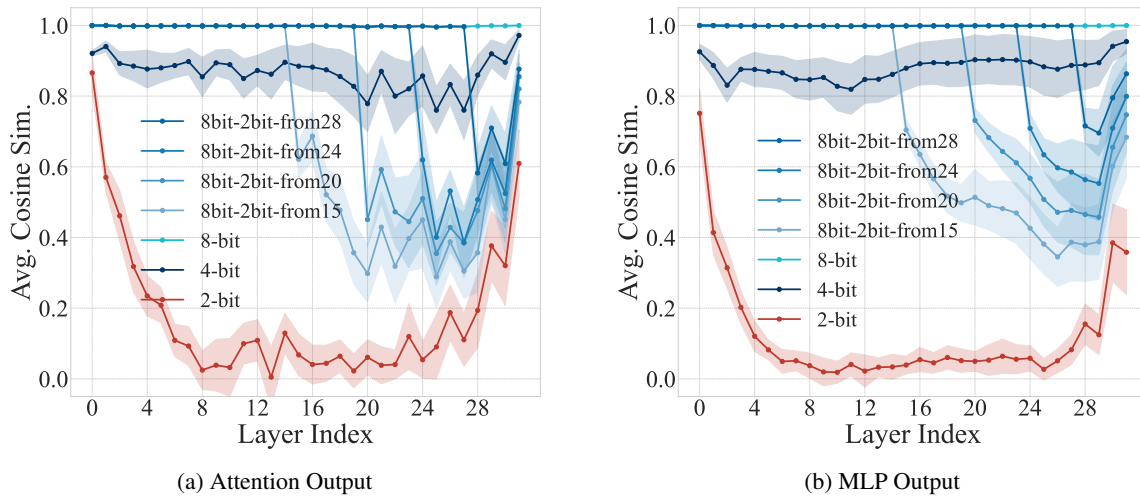 Avg. Cosine Sim.
1.0
0.8
0.6
0.4
0.2
0.0
8bit-2bit-from28
8bit-2bit-from24
8bit-2bit-from20
8bit-2bit-from15
8-bit
4-bit
2-bit
0 4 8 12 16 20 24 28
Layer Index
(a) Attention Output
Avg. Cosine Sim.
1.0
0.8
0.6
0.4
0.2
0.0
8bit-2bit-from28
8bit-2bit-from24
8bit-2bit-from20
8bit-2bit-from15
8-bit
4-bit
2-bit
0 4 8 12 16 20 24 28
Layer Index
(b) MLP Output